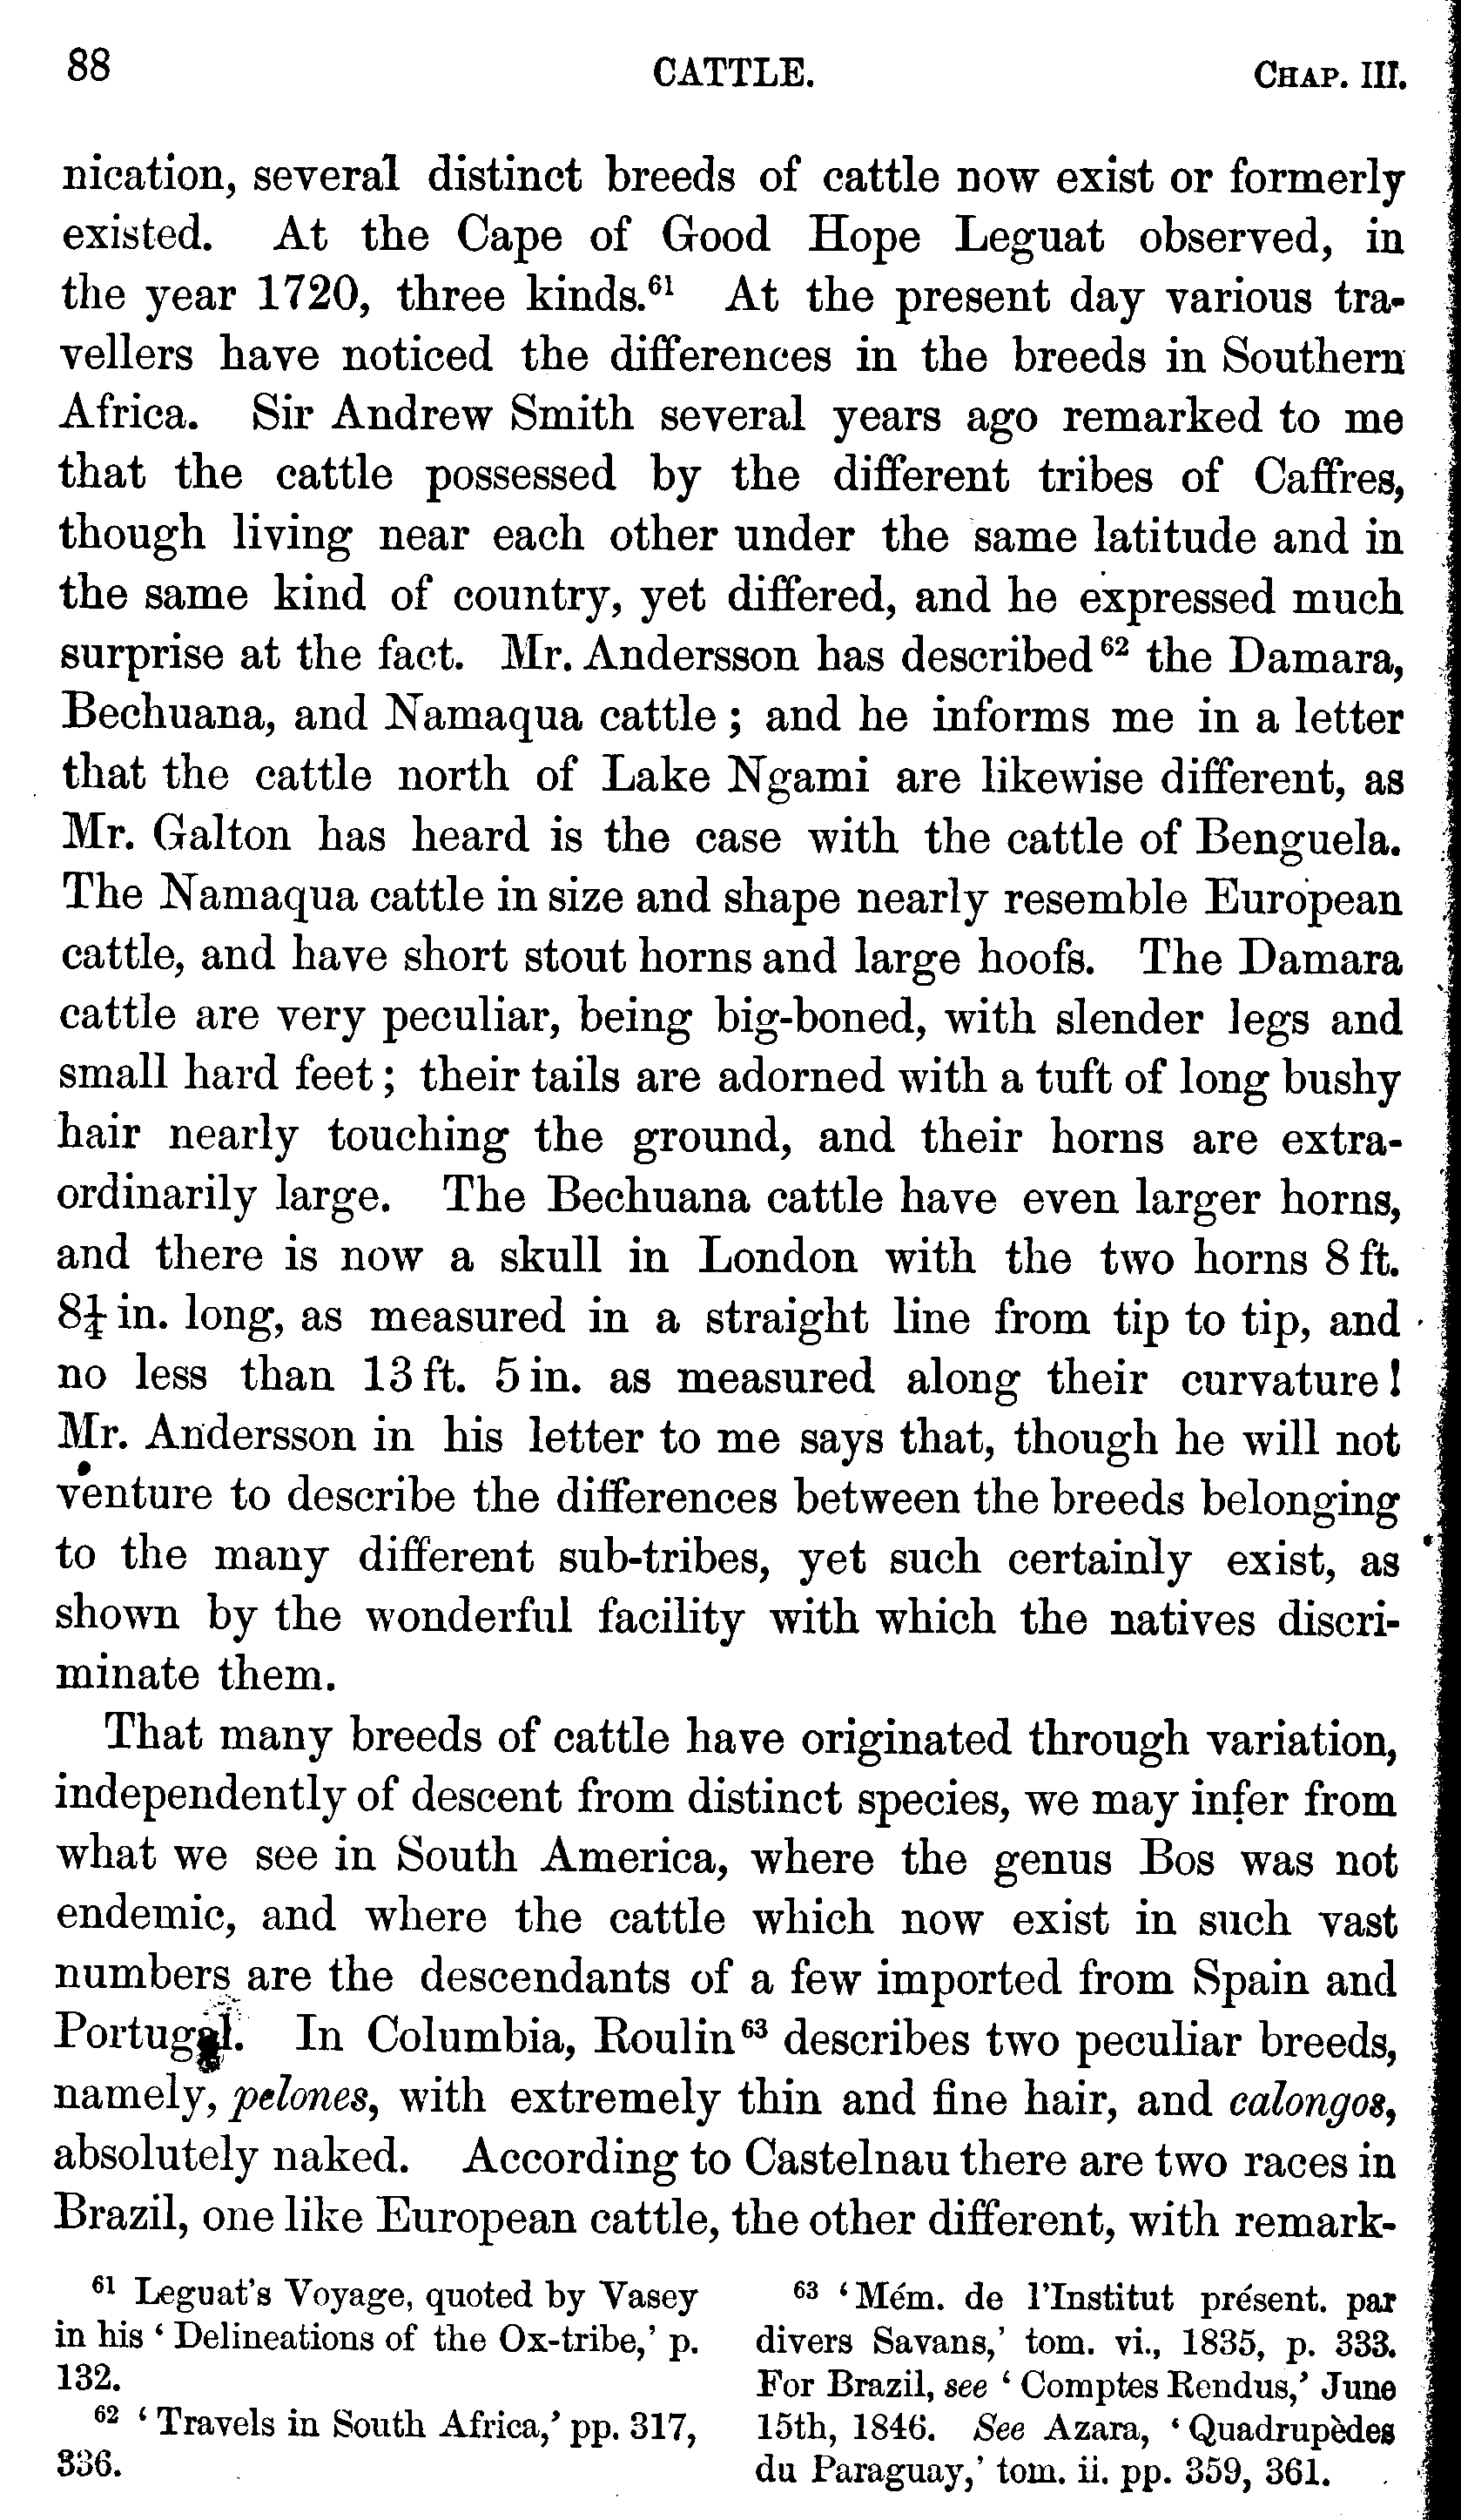 88 CATTLE. CHAP. III.
nication, several distinct breeds of cattle now exist or formerly
existed. At the Cape of Good Hope Leguat observed, in
the year 1720, three kinds.⁶¹ At the present day various tra-
vellers have noticed the differences in the breeds in Southern
Africa. Sir Andrew Smith several years ago remarked to me
that the cattle possessed by the different tribes of Caffres,
though living near each other under the same latitude and in
the same kind of country, yet differed, and he expressed much
surprise at the fact. Mr. Andersson has described⁶² the Damara,
Bechuana, and Namaqua cattle; and he informs me in a letter
that the cattle north of Lake Ngami are likewise different, as
Mr. Galton has heard is the case with the cattle of Benguela.
The Namaqua cattle in size and shape nearly resemble European
cattle, and have short stout horns and large hoofs. The Damara
cattle are very peculiar, being big-boned, with slender legs and
small hard feet; their tails are adorned with a tuft of long bushy
hair nearly touching the ground, and their horns are extra-
ordinarily large. The Bechuana cattle have even larger horns,
and there is now a skull in London with the two horns 8 ft.
8¼ in. long, as measured in a straight line from tip to tip, and
no less than 13 ft. 5 in. as measured along their curvature!
Mr. Andersson in his letter to me says that, though he will not
venture to describe the differences between the breeds belonging
to the many different sub-tribes, yet such certainly exist, as
shown by the wonderful facility with which the natives discri-
minate them.
That many breeds of cattle have originated through variation,
independently of descent from distinct species, we may infer from
what we see in South America, where the genus Bos was not
endemic, and where the cattle which now exist in such vast
numbers are the descendants of a few imported from Spain and
Portugal. In Columbia, Roulin⁶³ describes two peculiar breeds,
namely, pelones, with extremely thin and fine hair, and calongos,
absolutely naked. According to Castelnau there are two races in
Brazil, one like European cattle, the other different, with remark-
⁶¹ Leguat's Voyage, quoted by Vasey
in his ‘Delineations of the Ox-tribe,’ p.
132.
⁶² ‘Travels in South Africa,’ pp. 317,
336.
⁶³ ‘Mém. de l'Institut présent. par
divers Savans,’ tom. vi., 1835, p. 333.
For Brazil, see ‘Comptes Rendus,’ June
15th, 1846. See Azara, ‘Quadrupèdes
du Paraguay,’ tom. ii. pp. 359, 361.